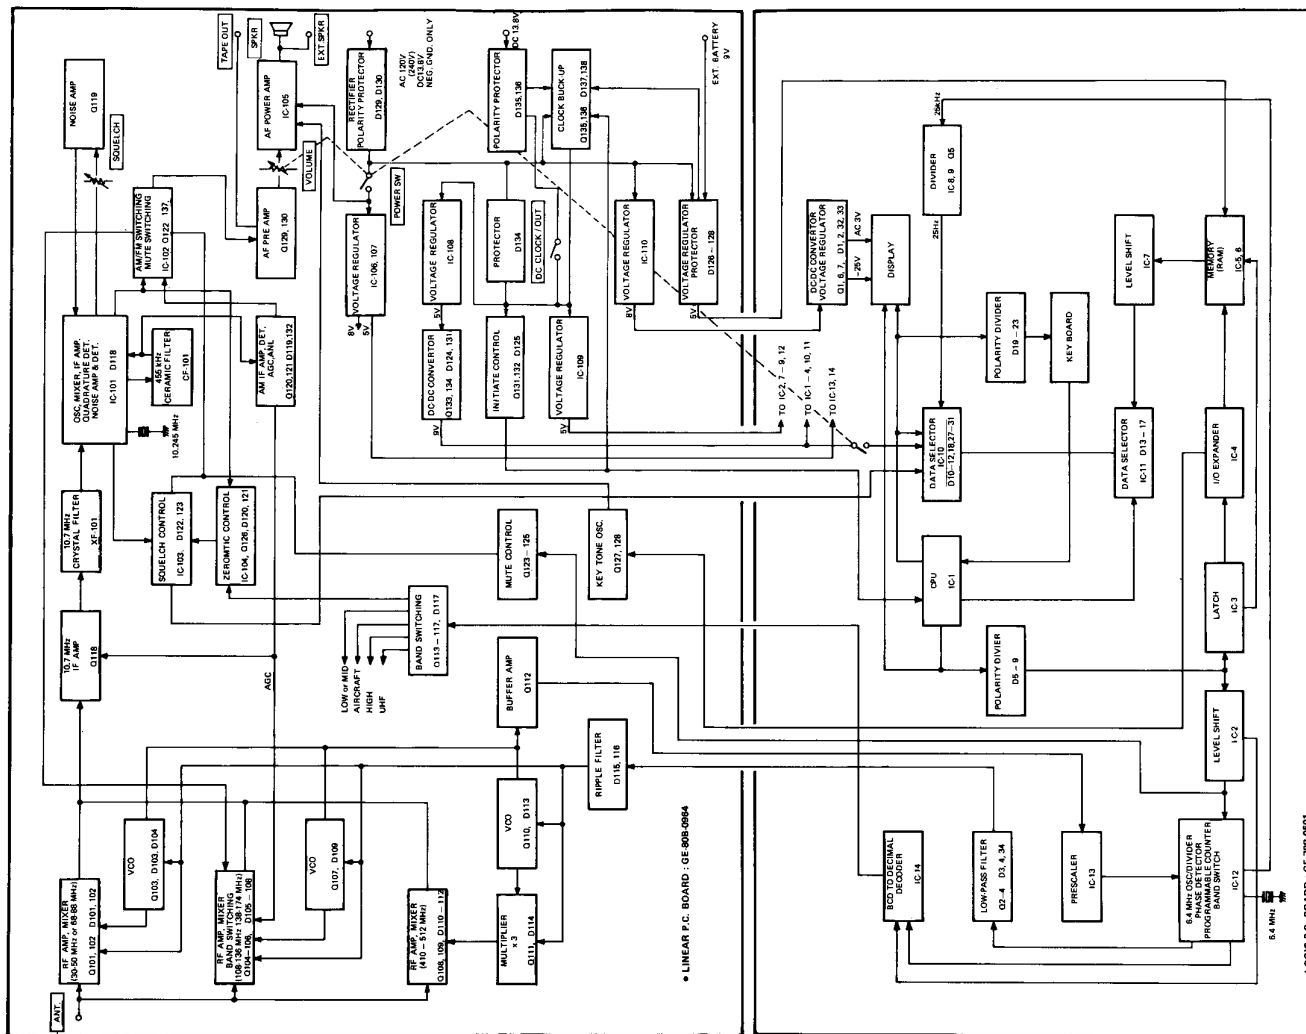 ANT.
RF AMP, MIXER
(30-50 MHz or 68-88 MHz)
Q101, 102 D101, 102
VCO
Q103, D103, D104
RF AMP, MIXER
BAND SWITCHING
(108-136 MHz 138-174 MHz)
Q104-106, D105 - 108
VCO
Q107, D109
RF AMP, MIXER
(410 - 512 MHz)
Q108, 109, D110 - 112
MULTIPLIER
x 3
Q111, D114
VCO
Q110, D113
RIPPLE FILTER
D115, 116
BUFFER AMP
Q112
LOW or MID
AIRCRAFT
HIGH
UHF
BAND SWITCHING
Q113 - 117, D117
AGC
10.7 MHz
IF AMP
Q118
10.7 MHz
CRYSTAL FILTER
XF-101
SQUELCH CONTROL
IC-103, D122, 123
ZEROMTIC CONTROL
IC-104, Q126, D120, 121
MUTE CONTROL
Q123 - 125
KEY TONE OSC.
Q127, 128
OSC, MIXER, IF AMP,
QUADRATURE DET.
NOISE AMP & DET.
IC-101 D118
10.245 MHz
455 kHz
CERAMIC FILTER
CF-101
AM IF AMP, DET,
AGC, ANL
Q120, 121 D119, 132
NOISE AMP
Q119
SQUELCH
AM/FM SWITCHING
MUTE SWITCHING
IC-102 Q122 137,
TAPE OUT
SPKR
EXT. SPKR
AF POWER AMP
IC-105
VOLUME
AF PRE AMP
Q129, 130
RECTIFIER
POLARITY PROTECTOR
D129, D130
AC 120V
(240V)
DC13.8V
NEG. GND. ONLY
POWER SW
VOLTAGE REGULATOR
IC-106, 107
8V
5V
VOLTAGE REGULATOR
IC-108
5V
DC-DC CONVERTOR
Q133, 134 D124, 131
9V
DC 13.8V
POLARITY PROTECTOR
D135, 136
CLOCK BUCK-UP
Q135, 136 D137, 138
PROTECTOR
D134
DC CLOCK / OUT
INITIATE CONTROL
Q131, 132 D125
VOLTAGE REGULATOR
IC-109
5V
VOLTAGE REGULATOR
IC-110
8V
VOLTAGE REGULATOR
PROTECTOR
D126 - 128
5V
EXT. BATTERY
9V
TO IC-2, 7 - 9, 12
TO IC-1 - 4, 10, 11
TO IC-13, 14
• LINEAR P.C. BOARD : GE-80B-0964
DC-DC CONVERTOR
VOLTAGE REGULATOR
Q1, 6, 7, D1, 2, 32, 33
AC 3V
-25V
DISPLAY
25kHz
DIVIDER
IC-8, 9 Q5
25Hz
POLARITY DIVIDER
D19 - 23
KEY BOARD
LEVEL SHIFT
IC-7
MEMORY
(RAM)
IC-5, 6
DATA SELECTOR
IC-10
D10-12, 18, 27-31
DATA SELECTOR
IC-11 D13 - 17
I/O EXPANDER
IC-4
CPU
IC-1
LATCH
IC-3
POLARITY DIVIER
D5 - 9
LEVEL SHIFT
IC-2
BCD TO DECIMAL
DECODER
IC-14
LOW-PASS FILTER
Q2-4 D3, 4, 34
PRESCALER
IC-13
6.4 MHz OSC/DIVIDER
PHASE DETECTOR
PROGRAMMABLE COUNTER
BAND SWITCH
IC-12
6.4 MHz